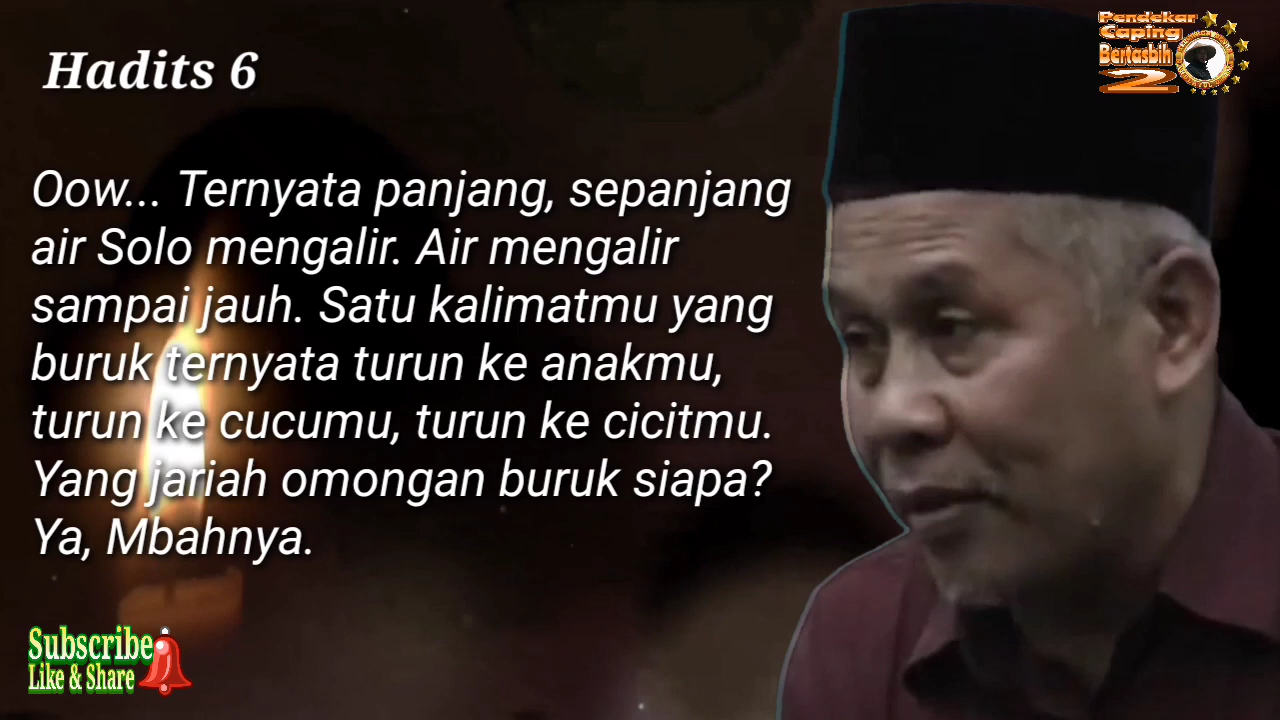 Hadits 6
Pendekar
Caping
Bertasbih
2
Oow... Ternyata panjang, sepanjang
air Solo mengalir. Air mengalir
sampai jauh. Satu kalimatmu yang
buruk ternyata turun ke anakmu,
turun ke cucumu, turun ke cicitmu.
Yang jariah omongan buruk siapa?
Ya, Mbahnya.
Subscribe
Like & Share